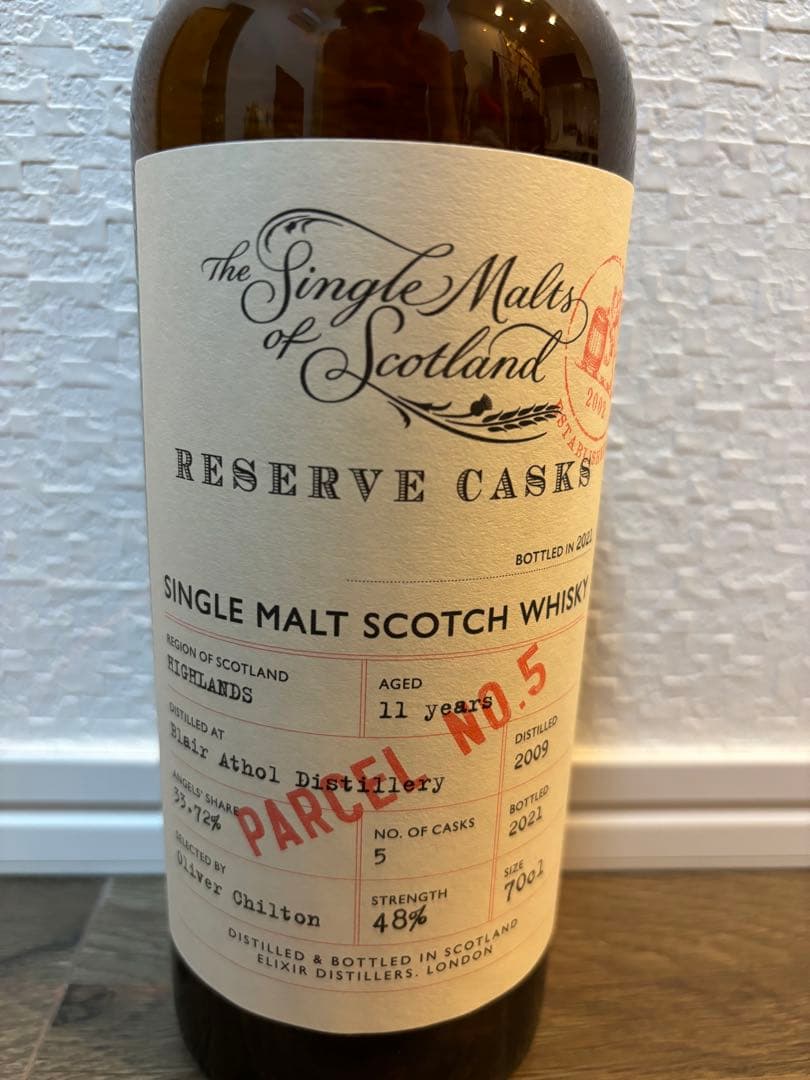 The Single Malts
of Scotland
2002
ESTABLISHE
RESERVE CASKS
BOTTLED IN 2021
SINGLE MALT SCOTCH WHISKY
REGION OF SCOTLAND
HIGHLANDS
AGED
11 years
PARCEL NO.5
DISTILLED AT
Blair Athol Distillery
DISTILLED
2009
ANGELS' SHARE
33.72%
NO. OF CASKS
5
BOTTLED
2021
SELECTED BY
Oliver Chilton
STRENGTH
48%
SIZE
70cl
DISTILLED & BOTTLED IN SCOTLAND
ELIXIR DISTILLERS. LONDON